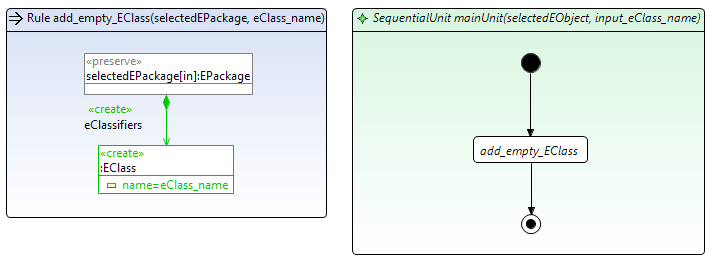 Rule add_empty_EClass(selectedEPackage, eClass_name)
«preserve»
selectedEPackage[in]:EPackage
«create»
eClassifiers
«create»
:EClass
name=eClass_name
SequentialUnit mainUnit(selectedEObject, input_eClass_name)
add_empty_EClass